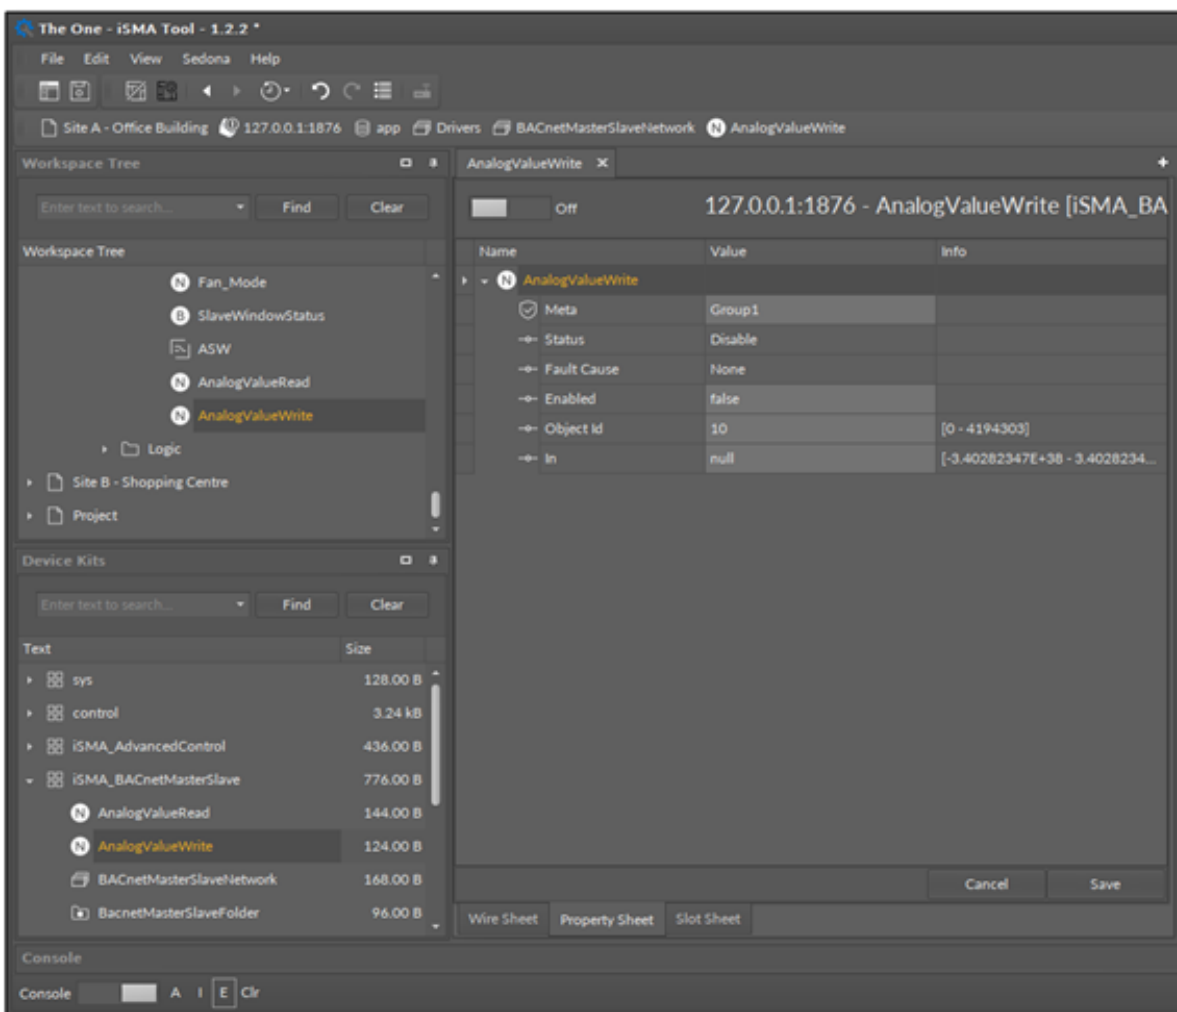 The One - iSMA Tool - 1.2.2 *
File Edit View Sedona Help
Site A - Office Building 127.0.0.1:1876 app Drivers BACnetMasterSlaveNetwork N AnalogValueWrite
Workspace Tree
Enter text to search... Find Clear
Workspace Tree
N Fan_Mode
B SlaveWindowStatus
ASW
N AnalogValueRead
N AnalogValueWrite
Logic
Site B - Shopping Centre
Project
Device Kits
Enter text to search... Find Clear
Text Size
sys 128.00 B
control 3.24 kB
iSMA_AdvancedControl 436.00 B
iSMA_BACnetMasterSlave 776.00 B
N AnalogValueRead 144.00 B
N AnalogValueWrite 124.00 B
BACnetMasterSlaveNetwork 168.00 B
BacnetMasterSlaveFolder 96.00 B
AnalogValueWrite
Off 127.0.0.1:1876 - AnalogValueWrite [iSMA_BA
Name Value Info
N AnalogValueWrite
Meta Group1
Status Disable
Fault Cause None
Enabled false
Object Id 10 [0 - 4194303]
In null [-3.40282347E+38 - 3.4028234...
Cancel Save
Wire Sheet Property Sheet Slot Sheet
Console
Console A I E Clr